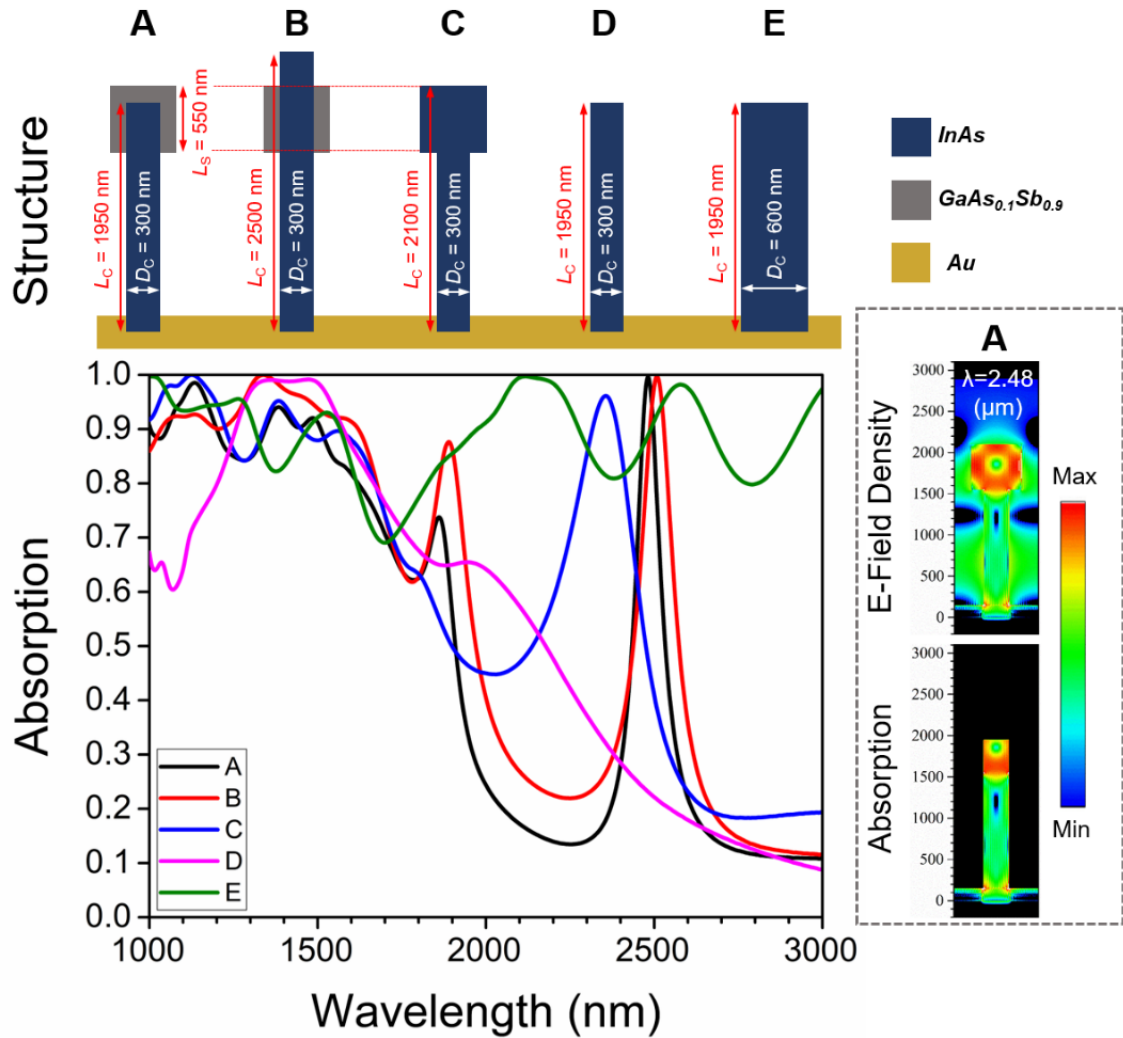 A B C D E
Structure
L_C = 1950 nm
D_C = 300 nm
L_S = 550 nm
L_C = 2500 nm
D_C = 300 nm
L_C = 2100 nm
D_C = 300 nm
L_C = 1950 nm
D_C = 300 nm
L_C = 1950 nm
D_C = 600 nm
InAs
GaAs0.1Sb0.9
Au
Absorption
1.0
0.9
0.8
0.7
0.6
0.5
0.4
0.3
0.2
0.1
0.0
A
B
C
D
E
1000 1500 2000 2500 3000
Wavelength (nm)
A
E-Field Density
λ=2.48
(μm)
3000
2500
2000
1500
1000
500
0
Absorption
3000
2500
2000
1500
1000
500
0
Max
Min